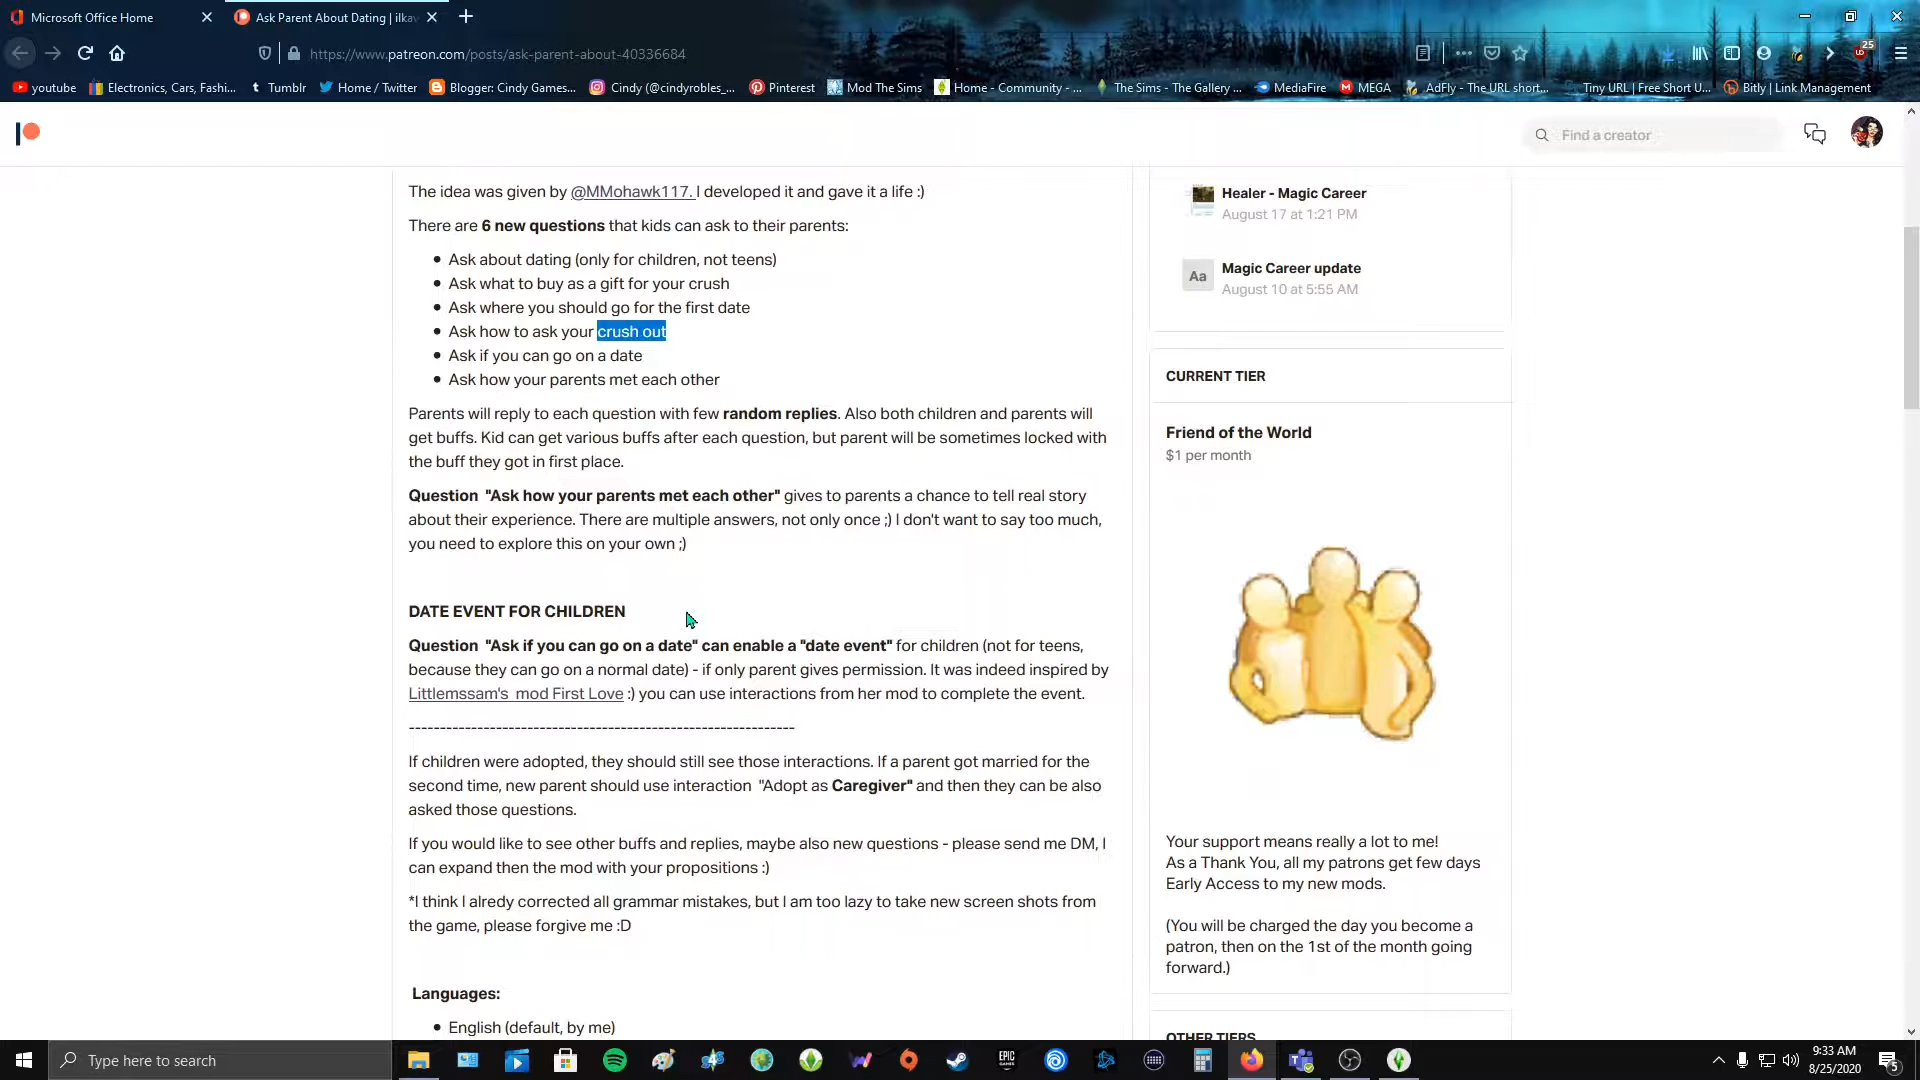 Microsoft Office Home
Ask Parent About Dating | ilkav
https://www.patreon.com/posts/ask-parent-about-40336684
25
youtube
Electronics, Cars, Fashi...
Tumblr
Home / Twitter
Blogger: Cindy Games...
Cindy (@cindyrobles_...
Pinterest
Mod The Sims
Home - Community - ...
The Sims - The Gallery ...
MediaFire
MEGA
AdFly - The URL short...
Tiny URL | Free Short U...
Bitly | Link Management
Find a creator
The idea was given by @MMohawk117. I developed it and gave it a life :)
There are 6 new questions that kids can ask to their parents:
Ask about dating (only for children, not teens)
Ask what to buy as a gift for your crush
Ask where you should go for the first date
Ask how to ask your crush out
Ask if you can go on a date
Ask how your parents met each other
Parents will reply to each question with few random replies. Also both children and parents will
get buffs. Kid can get various buffs after each question, but parent will be sometimes locked with
the buff they got in first place.
Question "Ask how your parents met each other" gives to parents a chance to tell real story
about their experience. There are multiple answers, not only once ;) I don't want to say too much,
you need to explore this on your own ;)
DATE EVENT FOR CHILDREN
Question "Ask if you can go on a date" can enable a "date event" for children (not for teens,
because they can go on a normal date) - if only parent gives permission. It was indeed inspired by
Littlemssam's mod First Love :) you can use interactions from her mod to complete the event.
--------------------------------------------------------------
If children were adopted, they should still see those interactions. If a parent got married for the
second time, new parent should use interaction "Adopt as Caregiver" and then they can be also
asked those questions.
If you would like to see other buffs and replies, maybe also new questions - please send me DM, I
can expand then the mod with your propositions :)
*I think I alredy corrected all grammar mistakes, but I am too lazy to take new screen shots from
the game, please forgive me :D
Languages:
English (default, by me)
Healer - Magic Career
August 17 at 1:21 PM
Aa
Magic Career update
August 10 at 5:55 AM
CURRENT TIER
Friend of the World
$1 per month
Your support means really a lot to me!
As a Thank You, all my patrons get few days
Early Access to my new mods.
(You will be charged the day you become a
patron, then on the 1st of the month going
forward.)
OTHER TIERS
Type here to search
EPIC GAMES
9:33 AM
8/25/2020
5